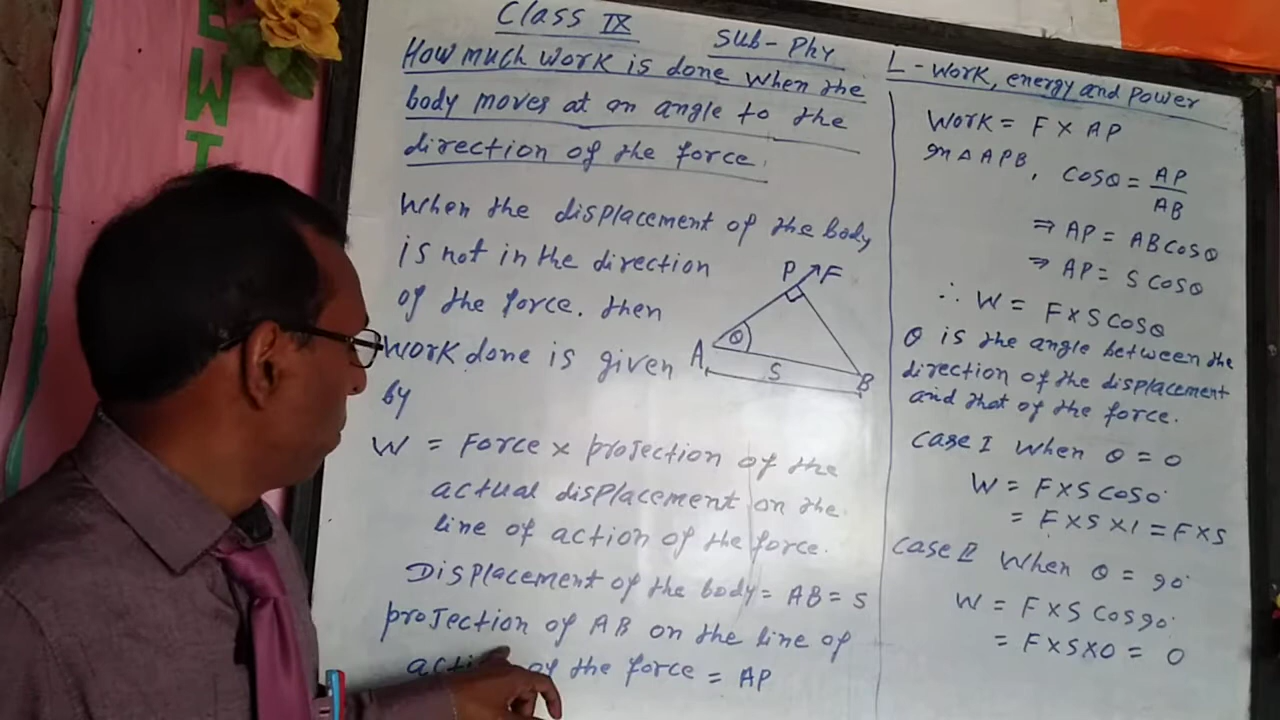 EWI
Class IX
Sub-Phy
L - Work, energy and Power
How much work is done when the
body moves at an angle to the
direction of the force.
When the displacement of the body
is not in the direction
of the force. then
work done is given
by
W = Force × projection of the
actual displacement on the
line of action of the force.
Displacement of the body = AB = S
projection of AB on the line of
action of the force = AP
P F
θ
A
S
B
Work = F × AP
In △ APB, cosθ = AP/AB
⇒ AP = AB cosθ
⇒ AP = S cosθ
∴ W = F × S cosθ
θ is the angle between the
direction of the displacement
and that of the force.
Case I when θ = 0
W = F × S cos0°
= F × S × 1 = F × S
Case II When θ = 90°
W = F × S cos90°
= F × S × 0 = 0